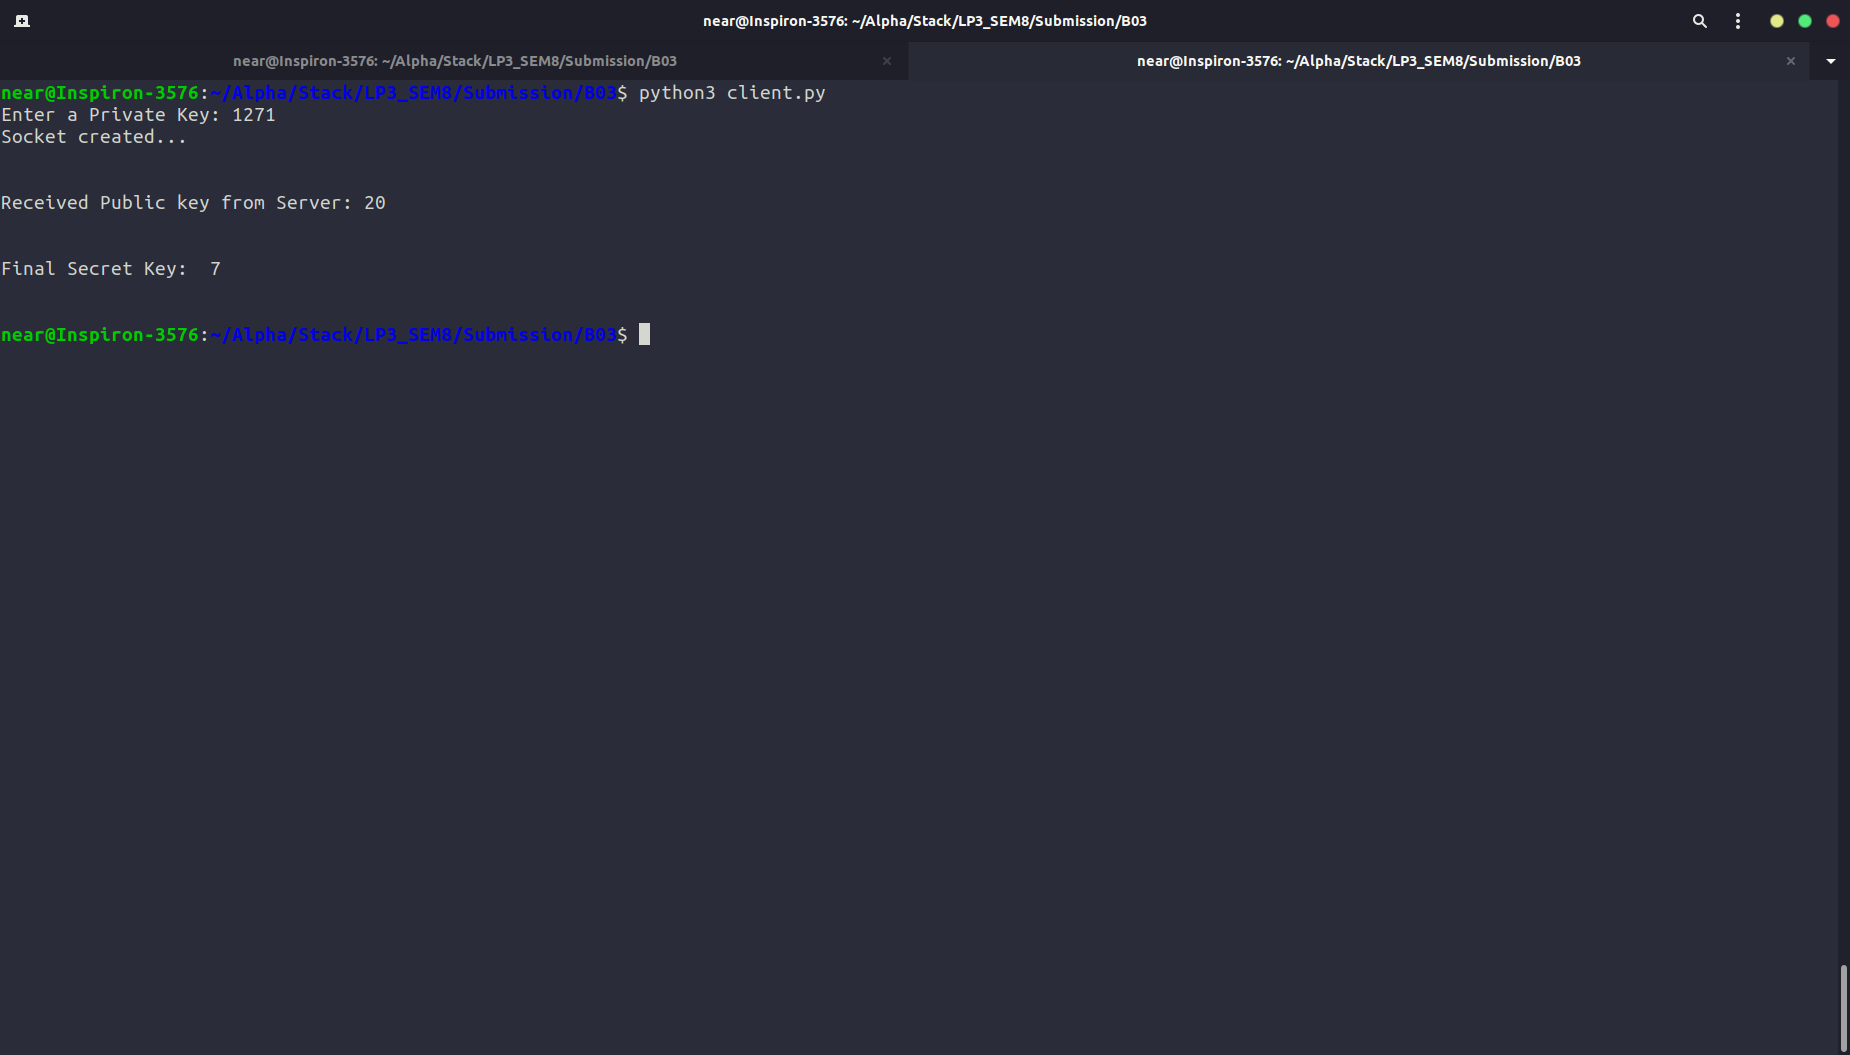 near@Inspiron-3576: ~/Alpha/Stack/LP3_SEM8/Submission/B03
near@Inspiron-3576: ~/Alpha/Stack/LP3_SEM8/Submission/B03 × near@Inspiron-3576: ~/Alpha/Stack/LP3_SEM8/Submission/B03 ×
near@Inspiron-3576:~/Alpha/Stack/LP3_SEM8/Submission/B03$ python3 client.py
Enter a Private Key: 1271
Socket created...
Received Public key from Server: 20
Final Secret Key:  7
near@Inspiron-3576:~/Alpha/Stack/LP3_SEM8/Submission/B03$